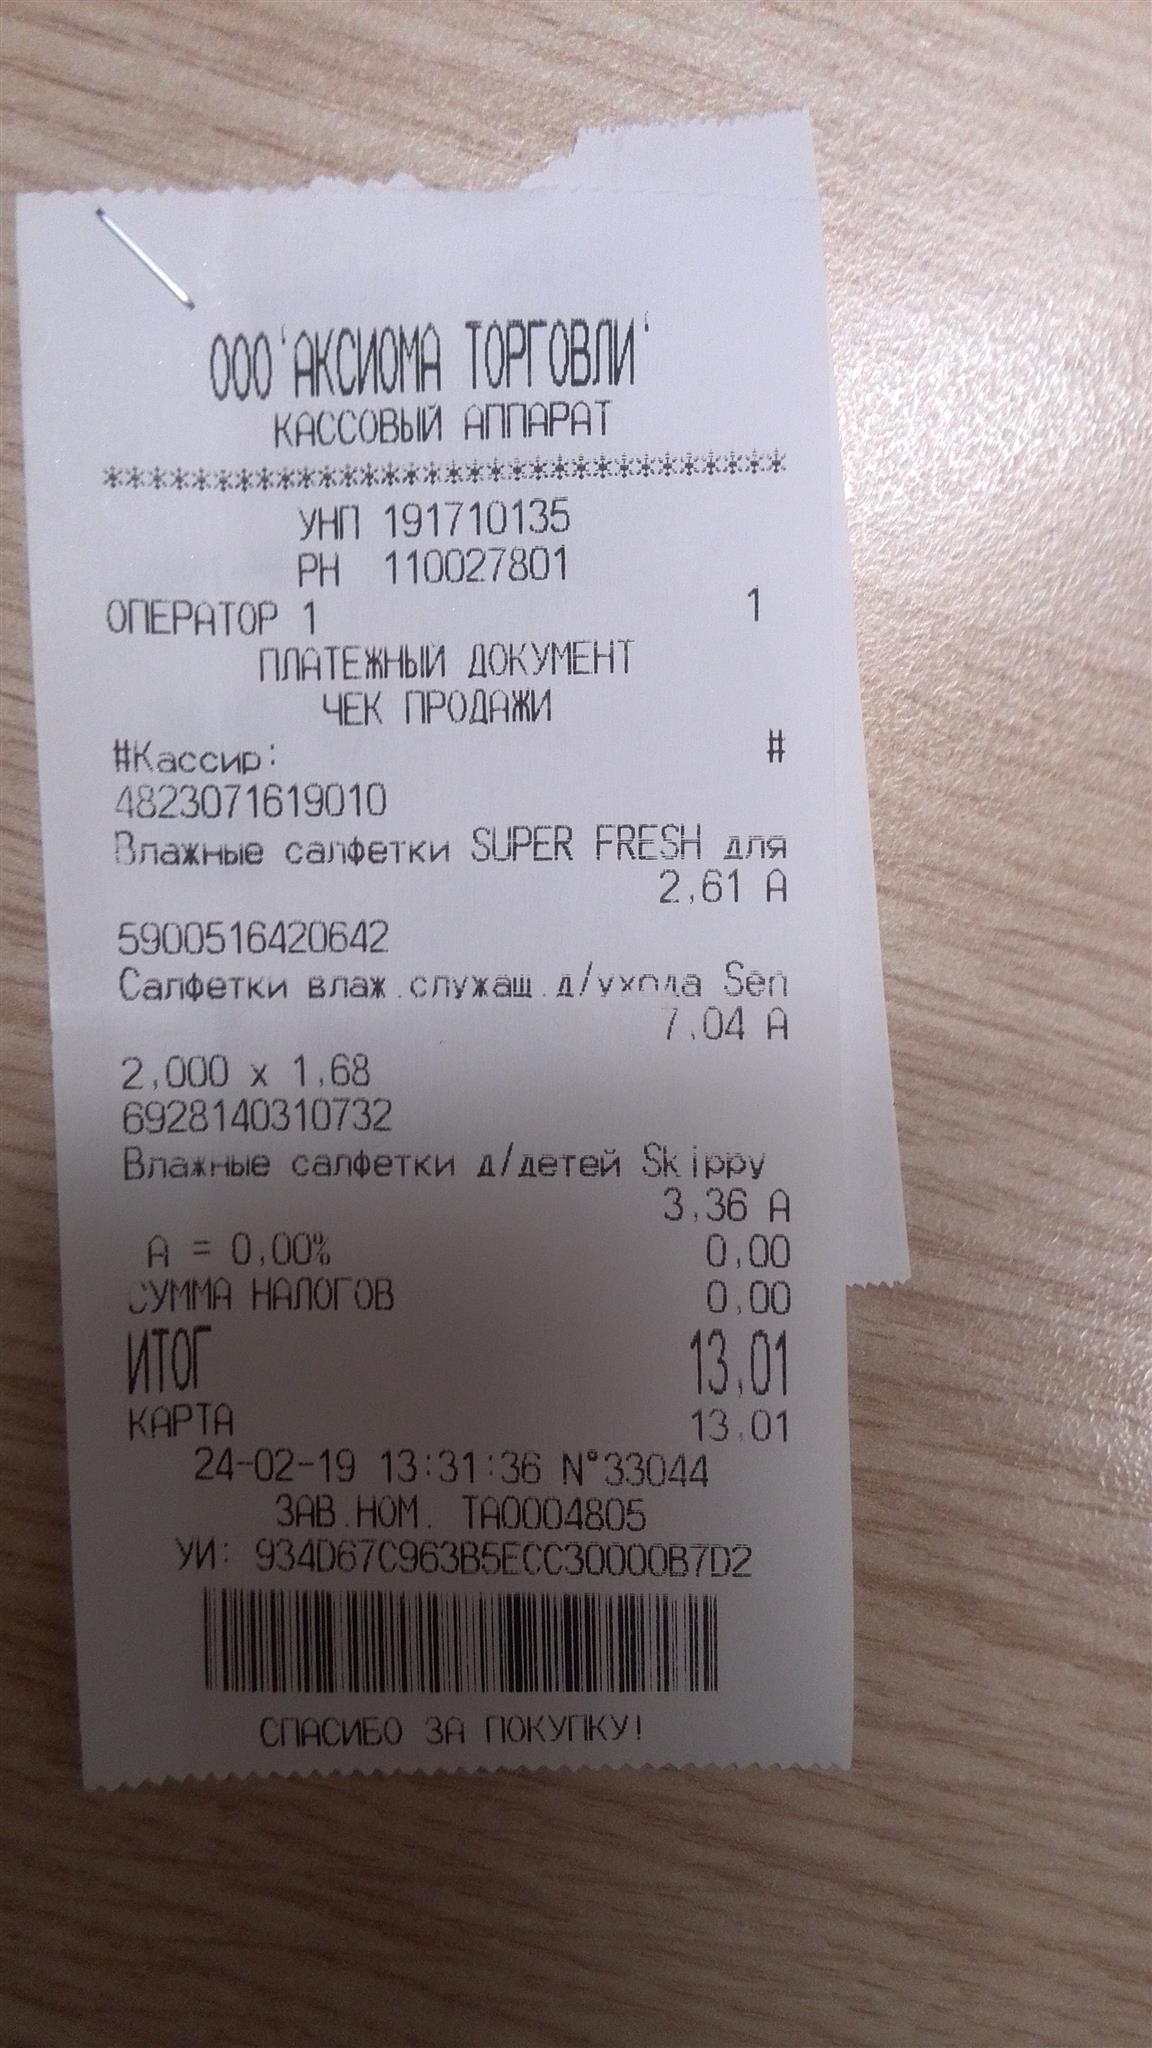 ООО 'АКСИОМА ТОРГОВЛИ'
КАССОВЫЙ АППАРАТ
********************************
УНП 191710135
РН 110027801
ОПЕРАТОР 1 1
ПЛАТЕЖНЫЙ ДОКУМЕНТ
ЧЕК ПРОДАЖИ
#Кассир: #
4823071619010
Влажные салфетки SUPER FRESH для
2,61 А
5900516420642
Салфетки влаж.служащ.д/ухода Sen
7,04 А
2,000 x 1,68
6928140310732
Влажные салфетки д/детей Skippy
3,36 А
А = 0,00% 0,00
СУММА НАЛОГОВ 0,00
ИТОГ 13,01
КАРТА 13,01
24-02-19 13:31:36 N°33044
ЗАВ.НОМ. ТА0004805
УИ: 934D67C963B5ECC30000B7D2
СПАСИБО ЗА ПОКУПКУ!